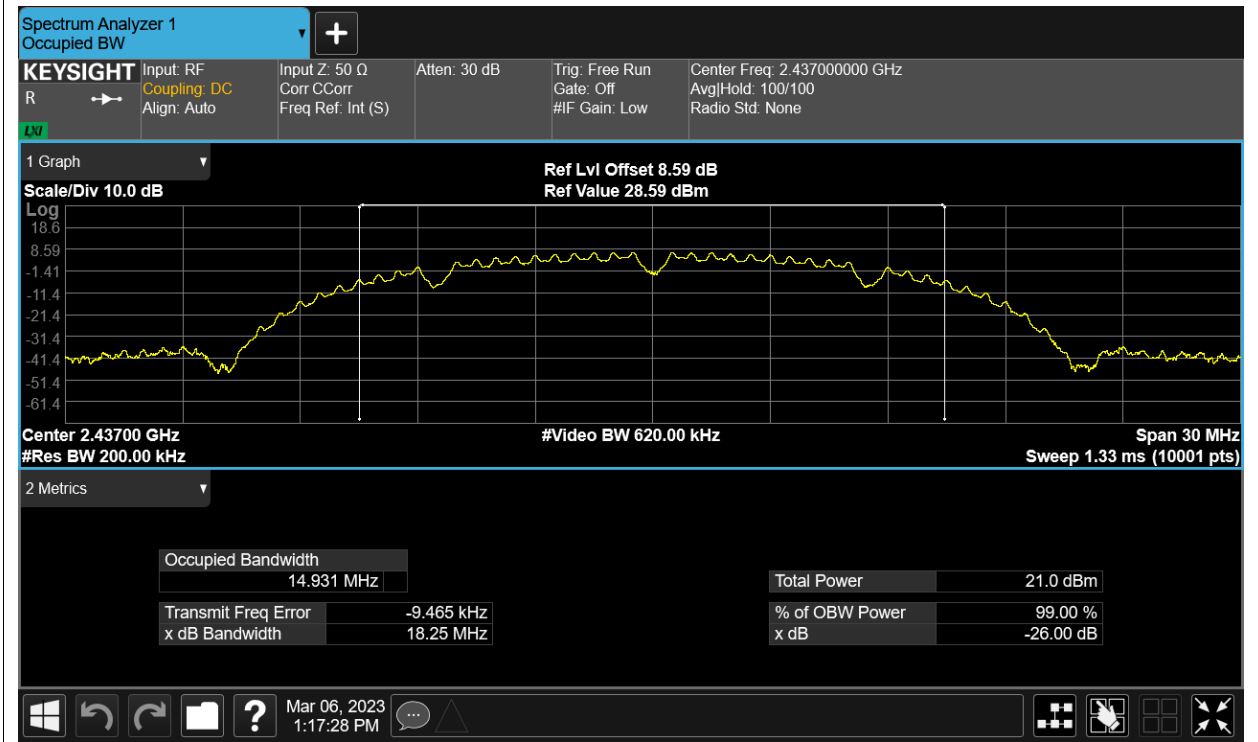 Spectrum Analyzer 1
Occupied BW
KEYSIGHT
R
LXI
Input: RF
Coupling: DC
Align: Auto
Input Z: 50 Ω
Corr CCorr
Freq Ref: Int (S)
Atten: 30 dB
Trig: Free Run
Gate: Off
#IF Gain: Low
Center Freq: 2.437000000 GHz
Avg|Hold: 100/100
Radio Std: None
1 Graph
Scale/Div 10.0 dB
Ref Lvl Offset 8.59 dB
Ref Value 28.59 dBm
Log
18.6
8.59
-1.41
-11.4
-21.4
-31.4
-41.4
-51.4
-61.4
Center 2.43700 GHz
#Res BW 200.00 kHz
#Video BW 620.00 kHz
Span 30 MHz
Sweep 1.33 ms (10001 pts)
2 Metrics
Occupied Bandwidth
14.931 MHz
Transmit Freq Error -9.465 kHz
x dB Bandwidth 18.25 MHz
Total Power 21.0 dBm
% of OBW Power 99.00 %
x dB -26.00 dB
?
Mar 06, 2023
1:17:28 PM